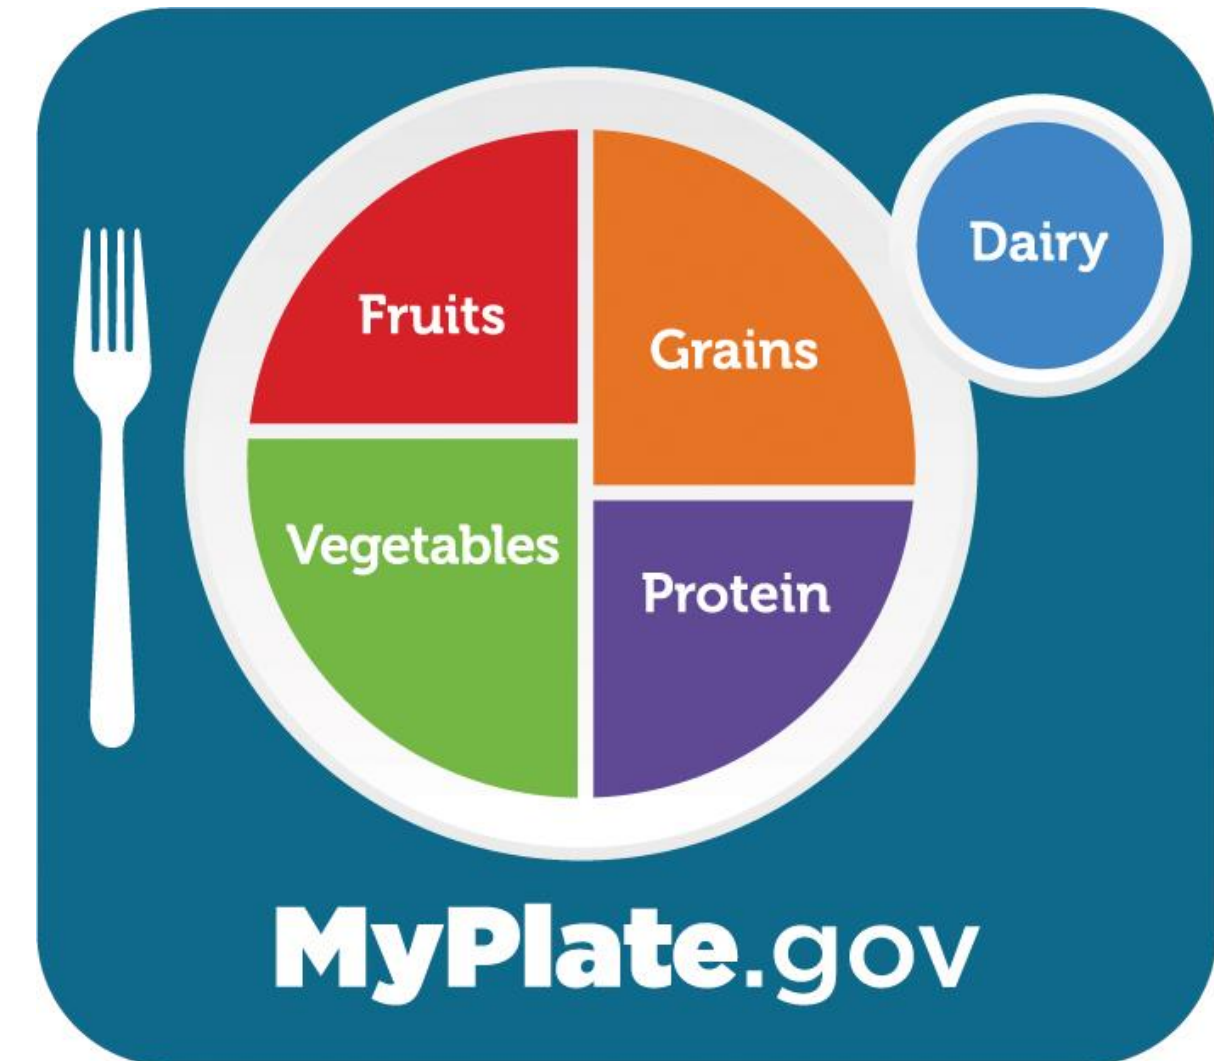 Dairy
Fruits
Grains
Vegetables
Protein
MyPlate.gov